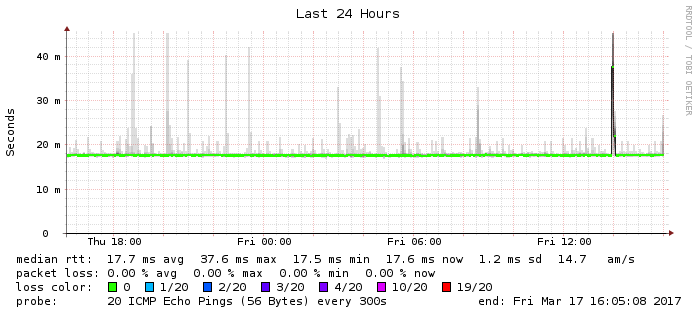 Last 24 Hours
RRDTOOL / TOBI OETIKER
Seconds
40 m
30 m
20 m
10 m
0
Thu 18:00 Fri 00:00 Fri 06:00 Fri 12:00
median rtt: 17.7 ms avg 37.6 ms max 17.5 ms min 17.6 ms now 1.2 ms sd 14.7 am/s
packet loss: 0.00 % avg 0.00 % max 0.00 % min 0.00 % now
loss color: 0 1/20 2/20 3/20 4/20 10/20 19/20
probe: 20 ICMP Echo Pings (56 Bytes) every 300s end: Fri Mar 17 16:05:08 2017